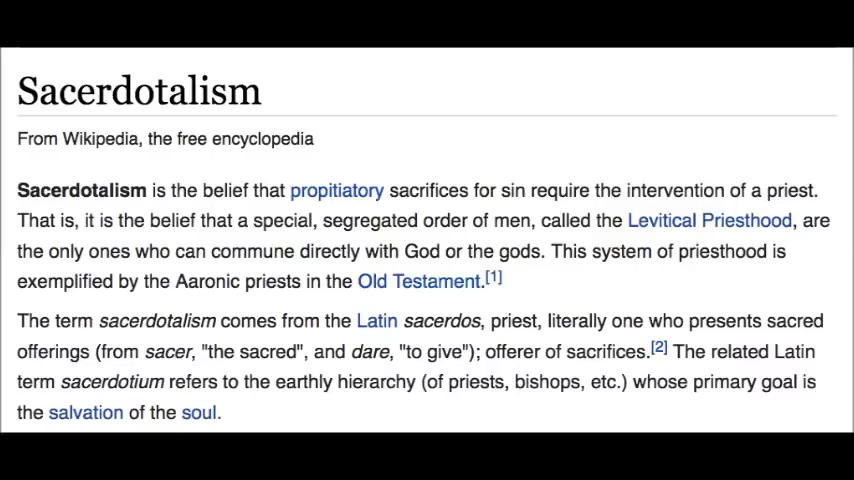 Sacerdotalism
From Wikipedia, the free encyclopedia
Sacerdotalism is the belief that propitiatory sacrifices for sin require the intervention of a priest.
That is, it is the belief that a special, segregated order of men, called the Levitical Priesthood, are
the only ones who can commune directly with God or the gods. This system of priesthood is
exemplified by the Aaronic priests in the Old Testament.[1]
The term sacerdotalism comes from the Latin sacerdos, priest, literally one who presents sacred
offerings (from sacer, "the sacred", and dare, "to give"); offerer of sacrifices.[2] The related Latin
term sacerdotium refers to the earthly hierarchy (of priests, bishops, etc.) whose primary goal is
the salvation of the soul.